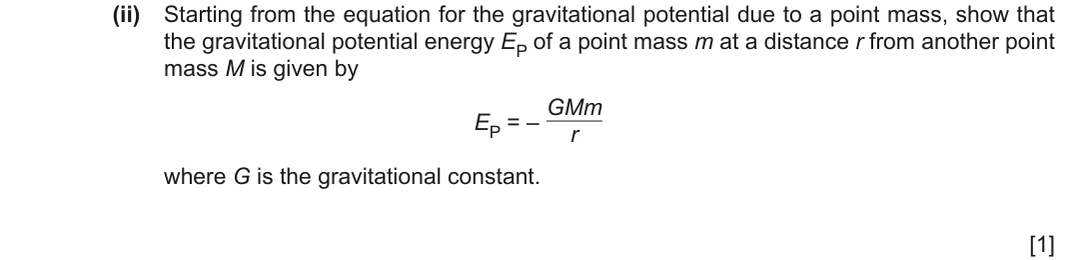 (ii) Starting from the equation for the gravitational potential due to a point mass, show that
the gravitational potential energy E_P of a point mass m at a distance r from another point
mass M is given by
E_P = – GMm / r
where G is the gravitational constant.
[1]